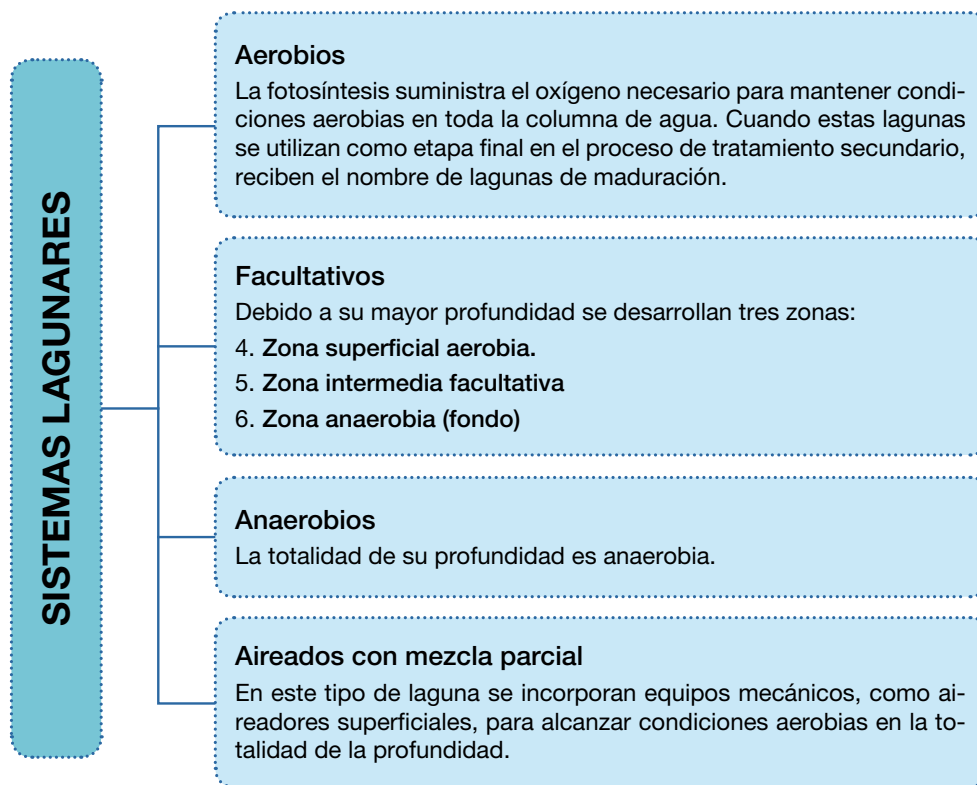 SISTEMAS LAGUNARES
Aerobios
La fotosíntesis suministra el oxígeno necesario para mantener condi-
ciones aerobias en toda la columna de agua. Cuando estas lagunas
se utilizan como etapa final en el proceso de tratamiento secundario,
reciben el nombre de lagunas de maduración.
Facultativos
Debido a su mayor profundidad se desarrollan tres zonas:
4. Zona superficial aerobia.
5. Zona intermedia facultativa
6. Zona anaerobia (fondo)
Anaerobios
La totalidad de su profundidad es anaerobia.
Aireados con mezcla parcial
En este tipo de laguna se incorporan equipos mecánicos, como ai-
readores superficiales, para alcanzar condiciones aerobias en la to-
talidad de la profundidad.